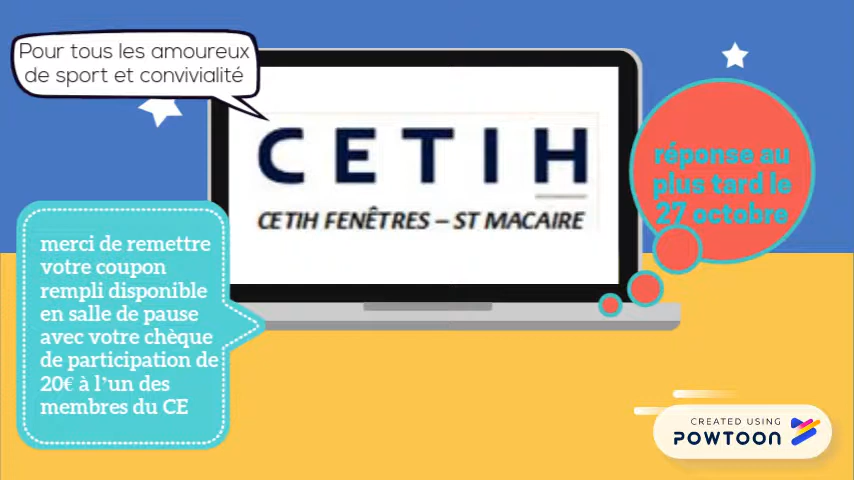 Pour tous les amoureux
de sport et convivialité
CETIH
CETIH FENÊTRES – ST MACAIRE
réponse au
plus tard le
27 octobre
merci de remettre
votre coupon
rempli disponible
en salle de pause
avec votre chèque
de participation de
20€ à l'un des
membres du CE
CREATED USING
POWTOON